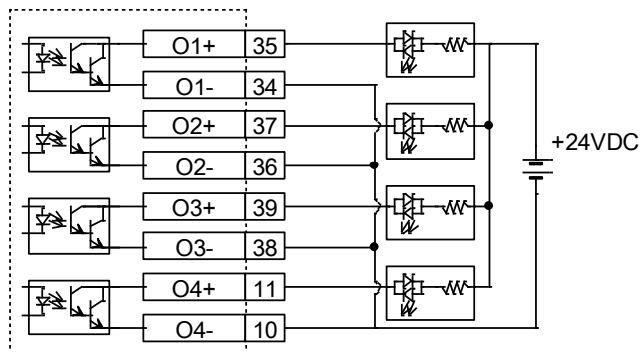 O1+ 35
O1- 34
O2+ 37
+24VDC
O2- 36
O3+ 39
O3- 38
O4+ 11
O4- 10